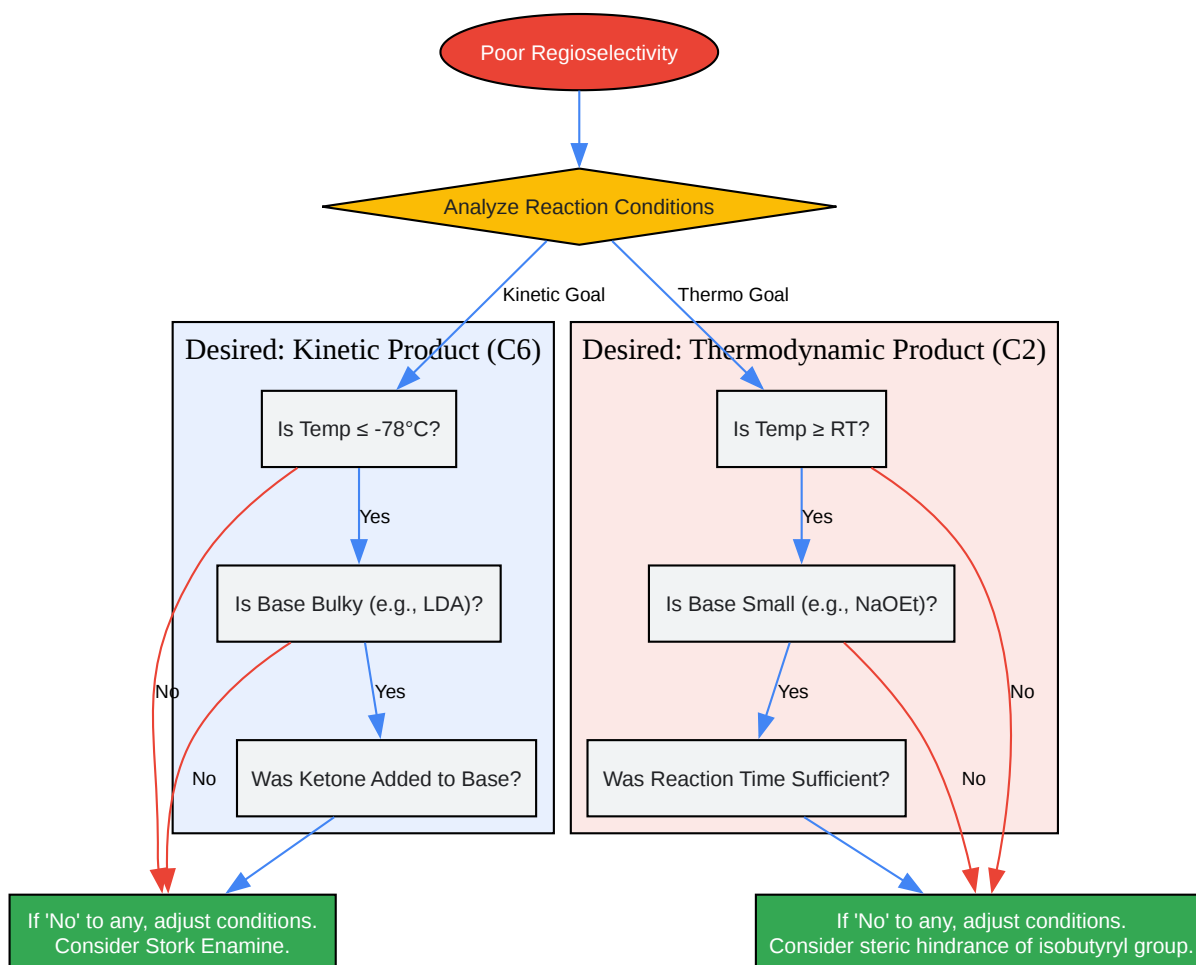 Poor Regioselectivity
Analyze Reaction Conditions
Kinetic Goal
Thermo Goal
Desired: Kinetic Product (C6)
Desired: Thermodynamic Product (C2)
Is Temp ≤ -78°C?
Is Temp ≥ RT?
Yes
Yes
Is Base Bulky (e.g., LDA)?
Is Base Small (e.g., NaOEt)?
No
Yes
Yes
No
Was Ketone Added to Base?
Was Reaction Time Sufficient?
No
No
If 'No' to any, adjust conditions.
Consider Stork Enamine.
If 'No' to any, adjust conditions.
Consider steric hindrance of isobutyryl group.